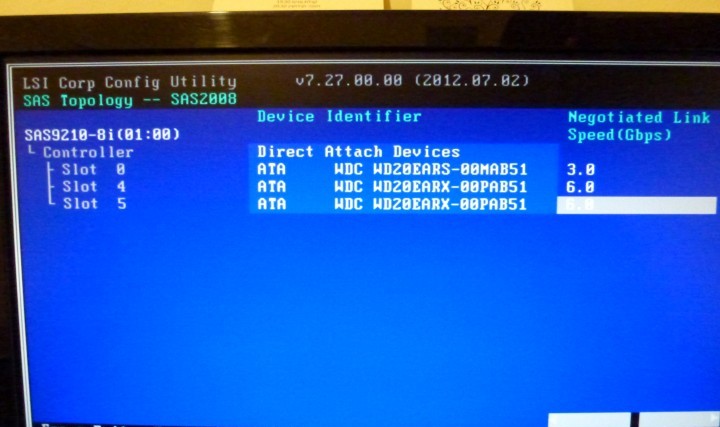 LSI Corp Config Utility v7.27.00.00 (2012.07.02)
SAS Topology -- SAS2008
Device Identifier Negotiated Link
SAS9210-8i(01:00) Speed(Gbps)
Controller Direct Attach Devices
Slot 0 ATA WDC WD20EARS-00MAB51 3.0
Slot 4 ATA WDC WD20EARX-00PAB51 6.0
Slot 5 ATA WDC WD20EARX-00PAB51 6.0